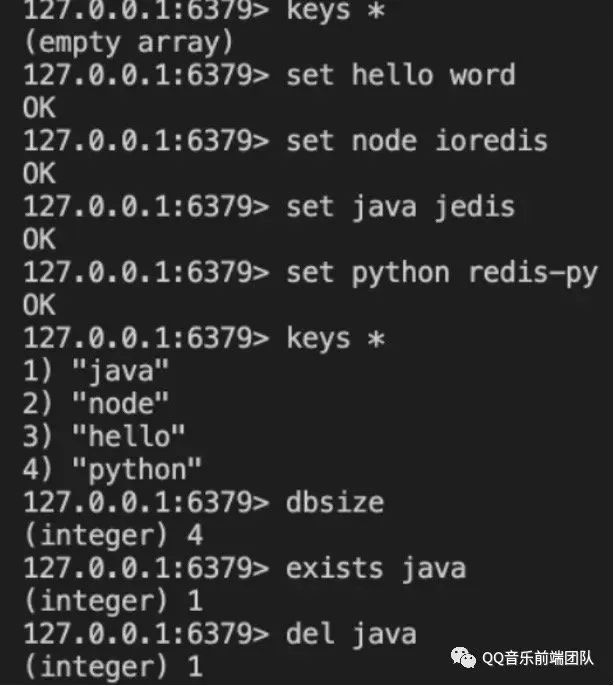 127.0.0.1:6379> keys *
(empty array)
127.0.0.1:6379> set hello word
OK
127.0.0.1:6379> set node ioredis
OK
127.0.0.1:6379> set java jedis
OK
127.0.0.1:6379> set python redis-py
OK
127.0.0.1:6379> keys *
1) "java"
2) "node"
3) "hello"
4) "python"
127.0.0.1:6379> dbsize
(integer) 4
127.0.0.1:6379> exists java
(integer) 1
127.0.0.1:6379> del java
(integer) 1
QQ音乐前端团队